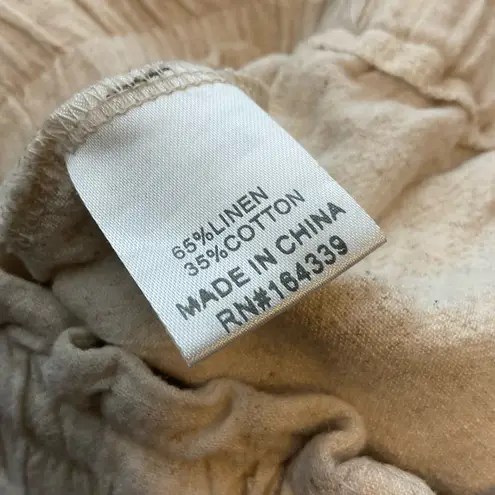 65%LINEN
35%COTTON
MADE IN CHINA
RN#164339